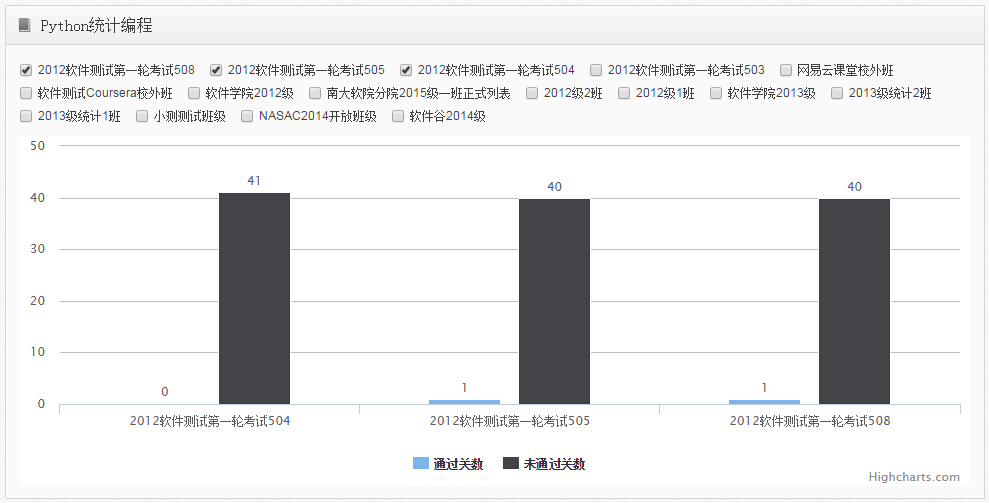 Python统计编程
2012软件测试第一轮考试508 2012软件测试第一轮考试505 2012软件测试第一轮考试504 2012软件测试第一轮考试503 网易云课堂校外班
软件测试Coursera校外班 软件学院2012级 南大软院分院2015级一班正式列表 2012级2班 2012级1班 软件学院2013级 2013级统计2班
2013级统计1班 小测测试班级 NASAC2014开放班级 软件谷2014级
50
41
40
40
40
30
20
10
0
1
1
0
2012软件测试第一轮考试504 2012软件测试第一轮考试505 2012软件测试第一轮考试508
通过关数 未通过关数
Highcharts.com